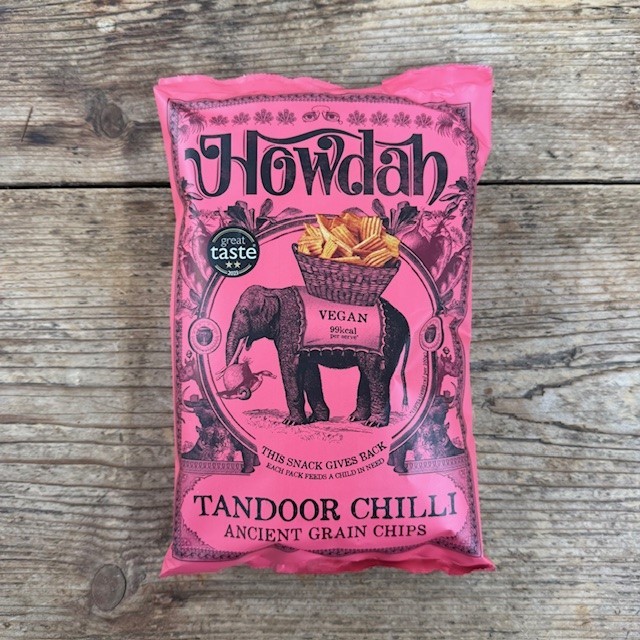 Howdah
great
taste
2023
VEGAN
99kcal
per serve*
THIS SNACK GIVES BACK
EACH PACK FEEDS A CHILD IN NEED
TANDOOR CHILLI
ANCIENT GRAIN CHIPS